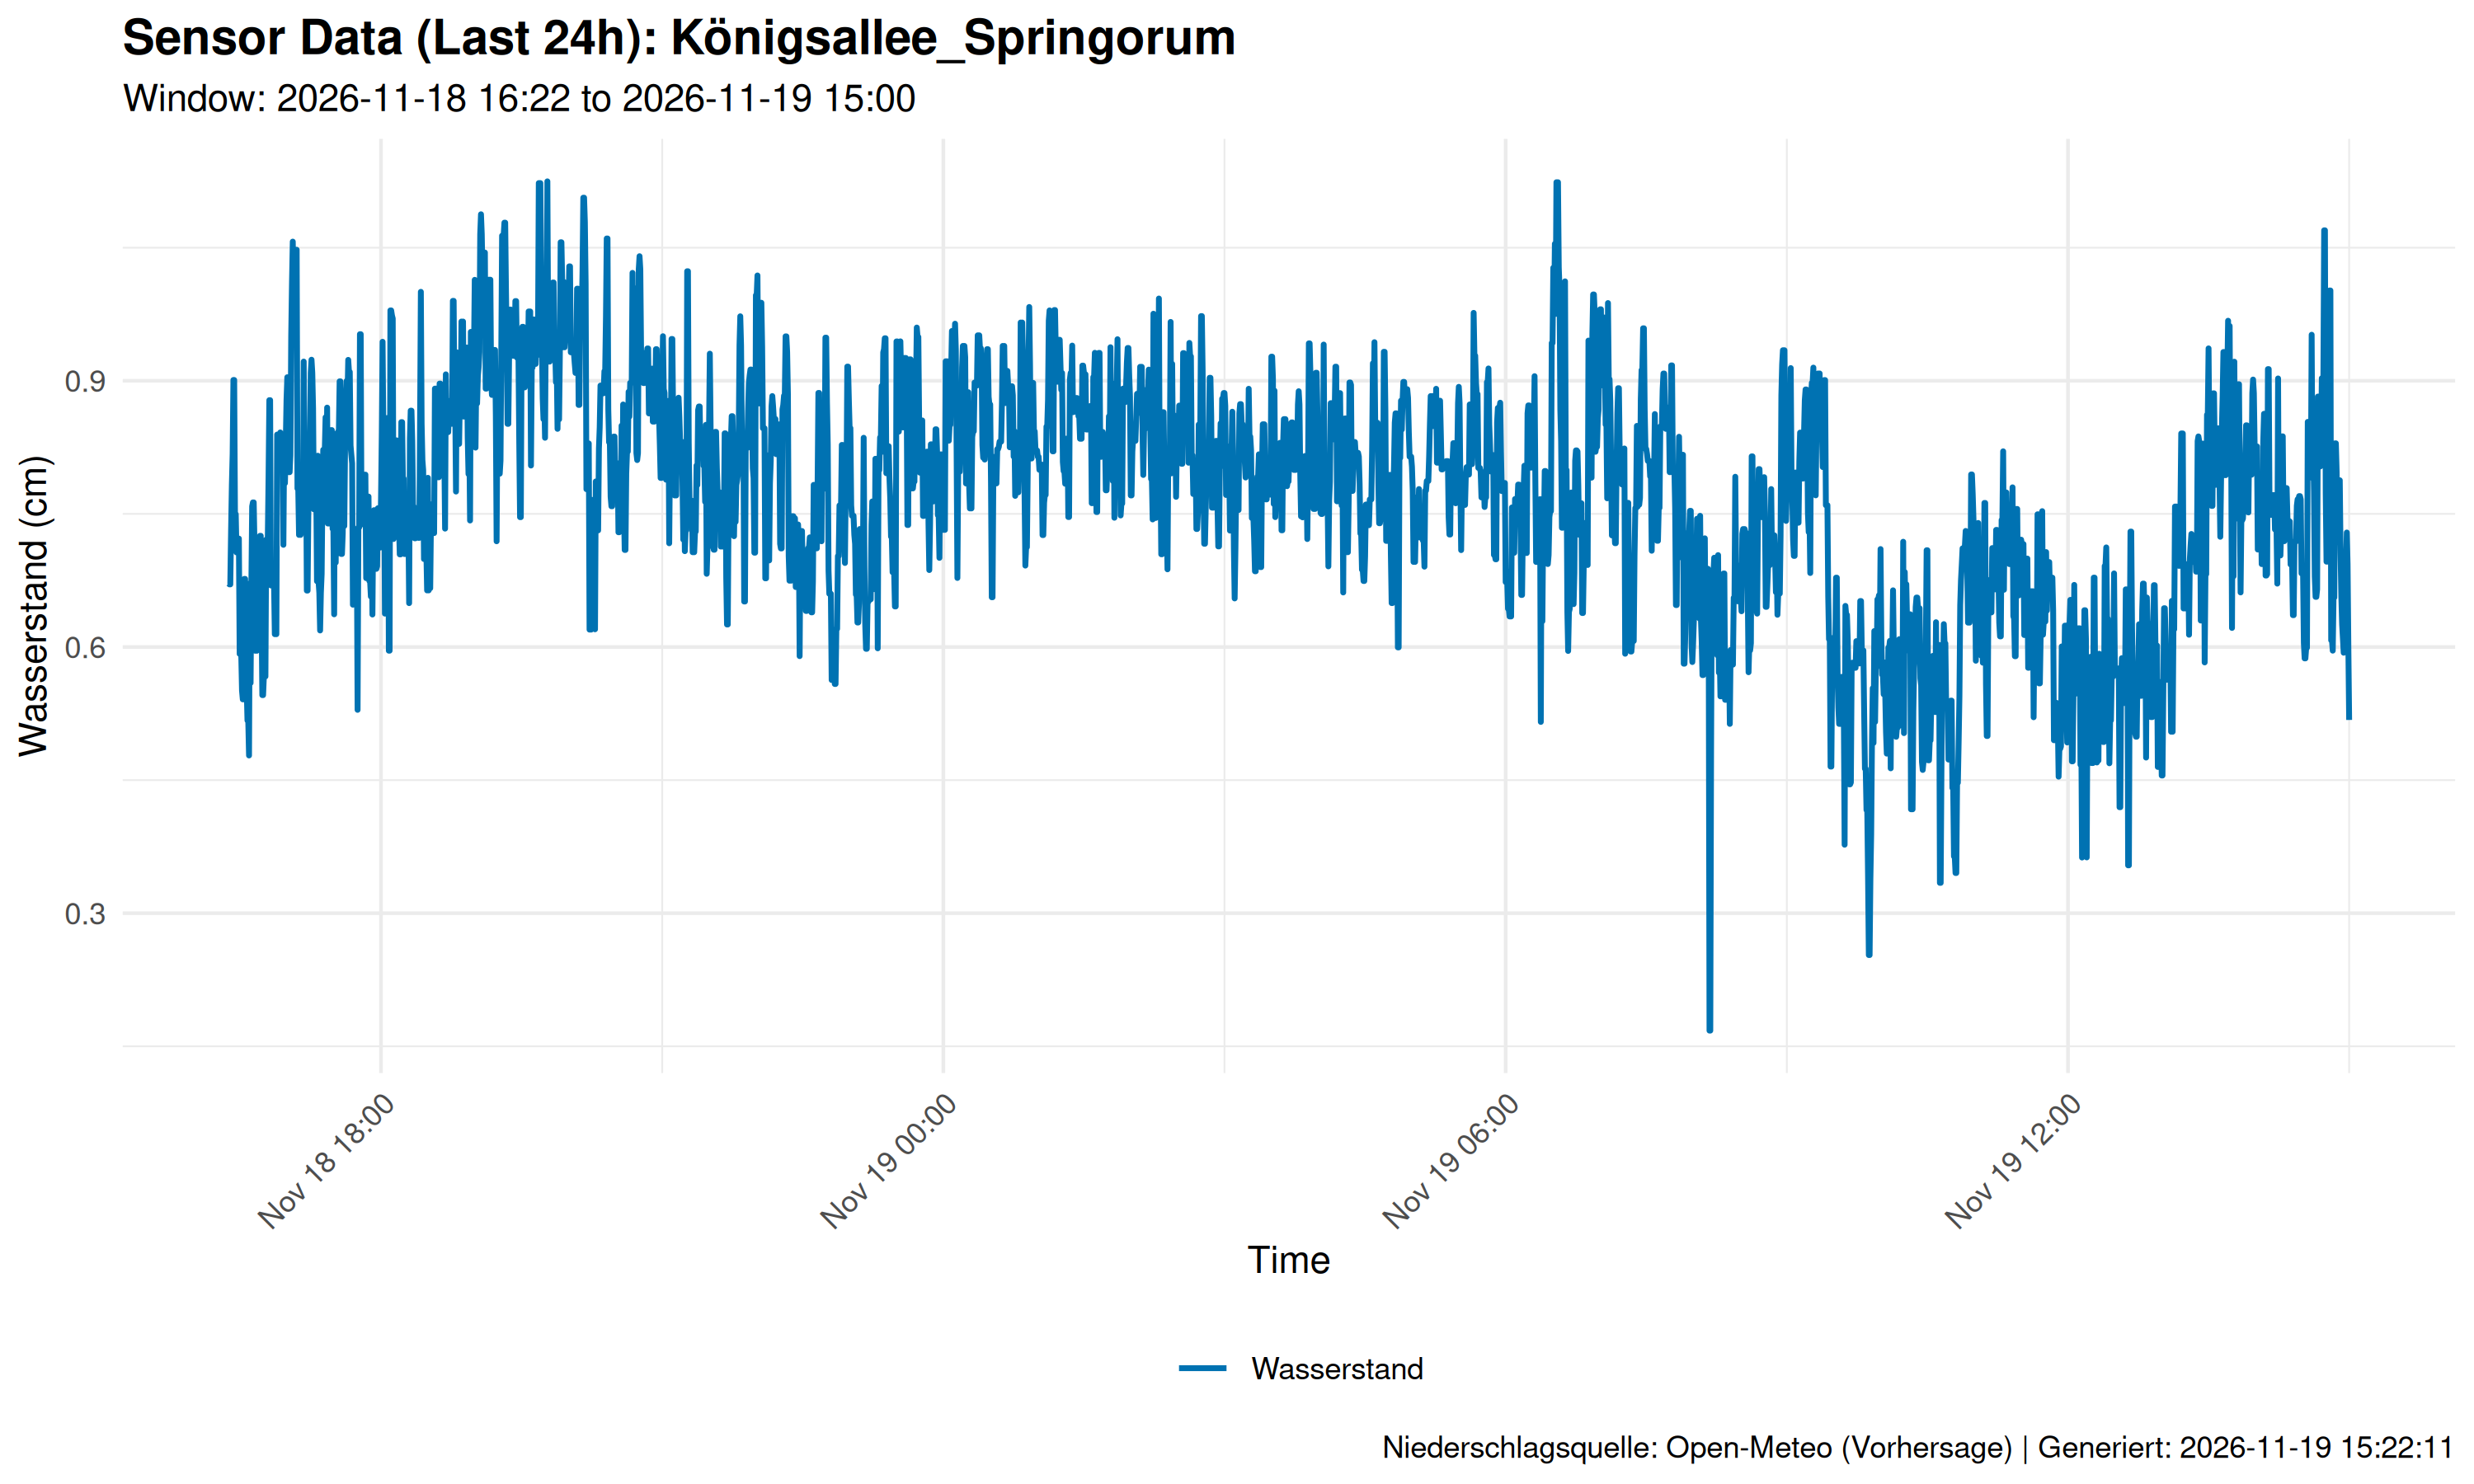 Sensor Data (Last 24h): Königsallee_Springorum
Window: 2026-11-18 16:22 to 2026-11-19 15:00
Wasserstand (cm)
0.9
0.6
0.3
Nov 18 18:00
Nov 19 00:00
Nov 19 06:00
Nov 19 12:00
Time
Wasserstand
Niederschlagsquelle: Open-Meteo (Vorhersage) | Generiert: 2026-11-19 15:22:11